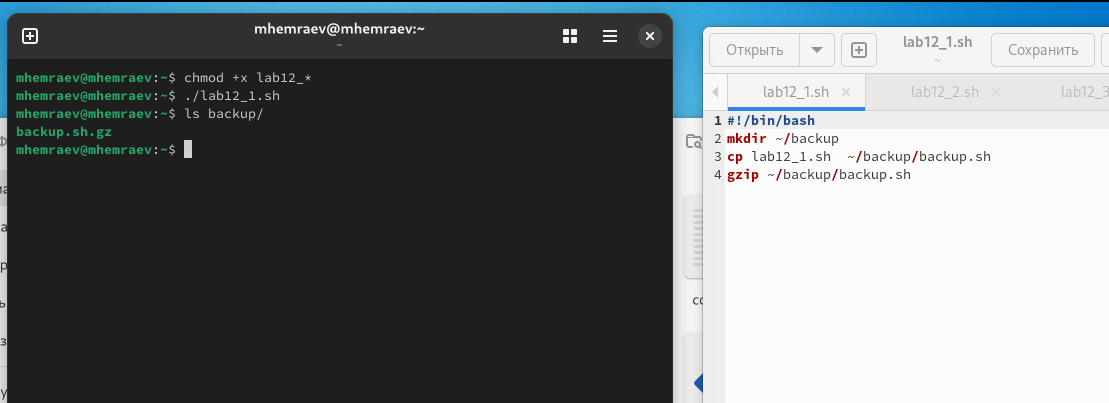 mhemraev@mhemraev:~
~
mhemraev@mhemraev:~$ chmod +x lab12_*
mhemraev@mhemraev:~$ ./lab12_1.sh
mhemraev@mhemraev:~$ ls backup/
backup.sh.gz
mhemraev@mhemraev:~$
Открыть
lab12_1.sh
~
Сохранить
lab12_1.sh
lab12_2.sh
lab12_3
1 #!/bin/bash
2 mkdir ~/backup
3 cp lab12_1.sh  ~/backup/backup.sh
4 gzip ~/backup/backup.sh